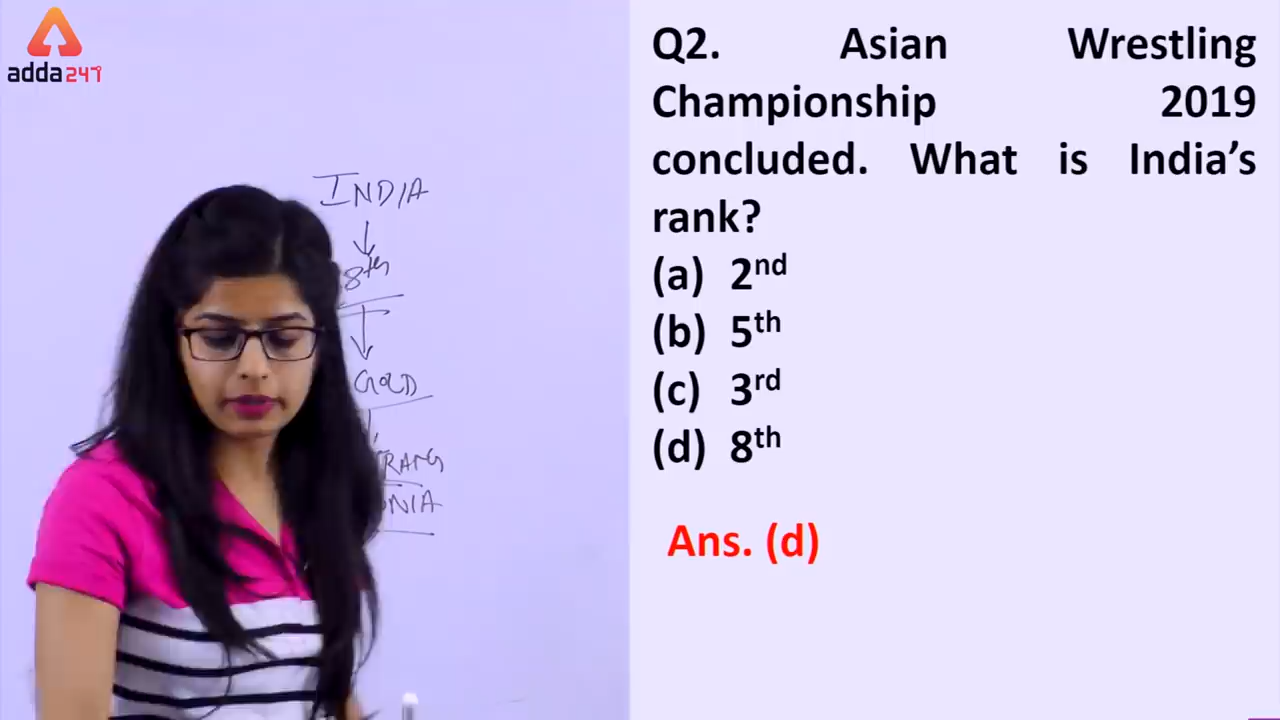 adda247
INDIA
8th
GOLD
Q2. Asian Wrestling
Championship 2019
concluded. What is India’s
rank?
(a) 2nd
(b) 5th
(c) 3rd
(d) 8th
Ans. (d)